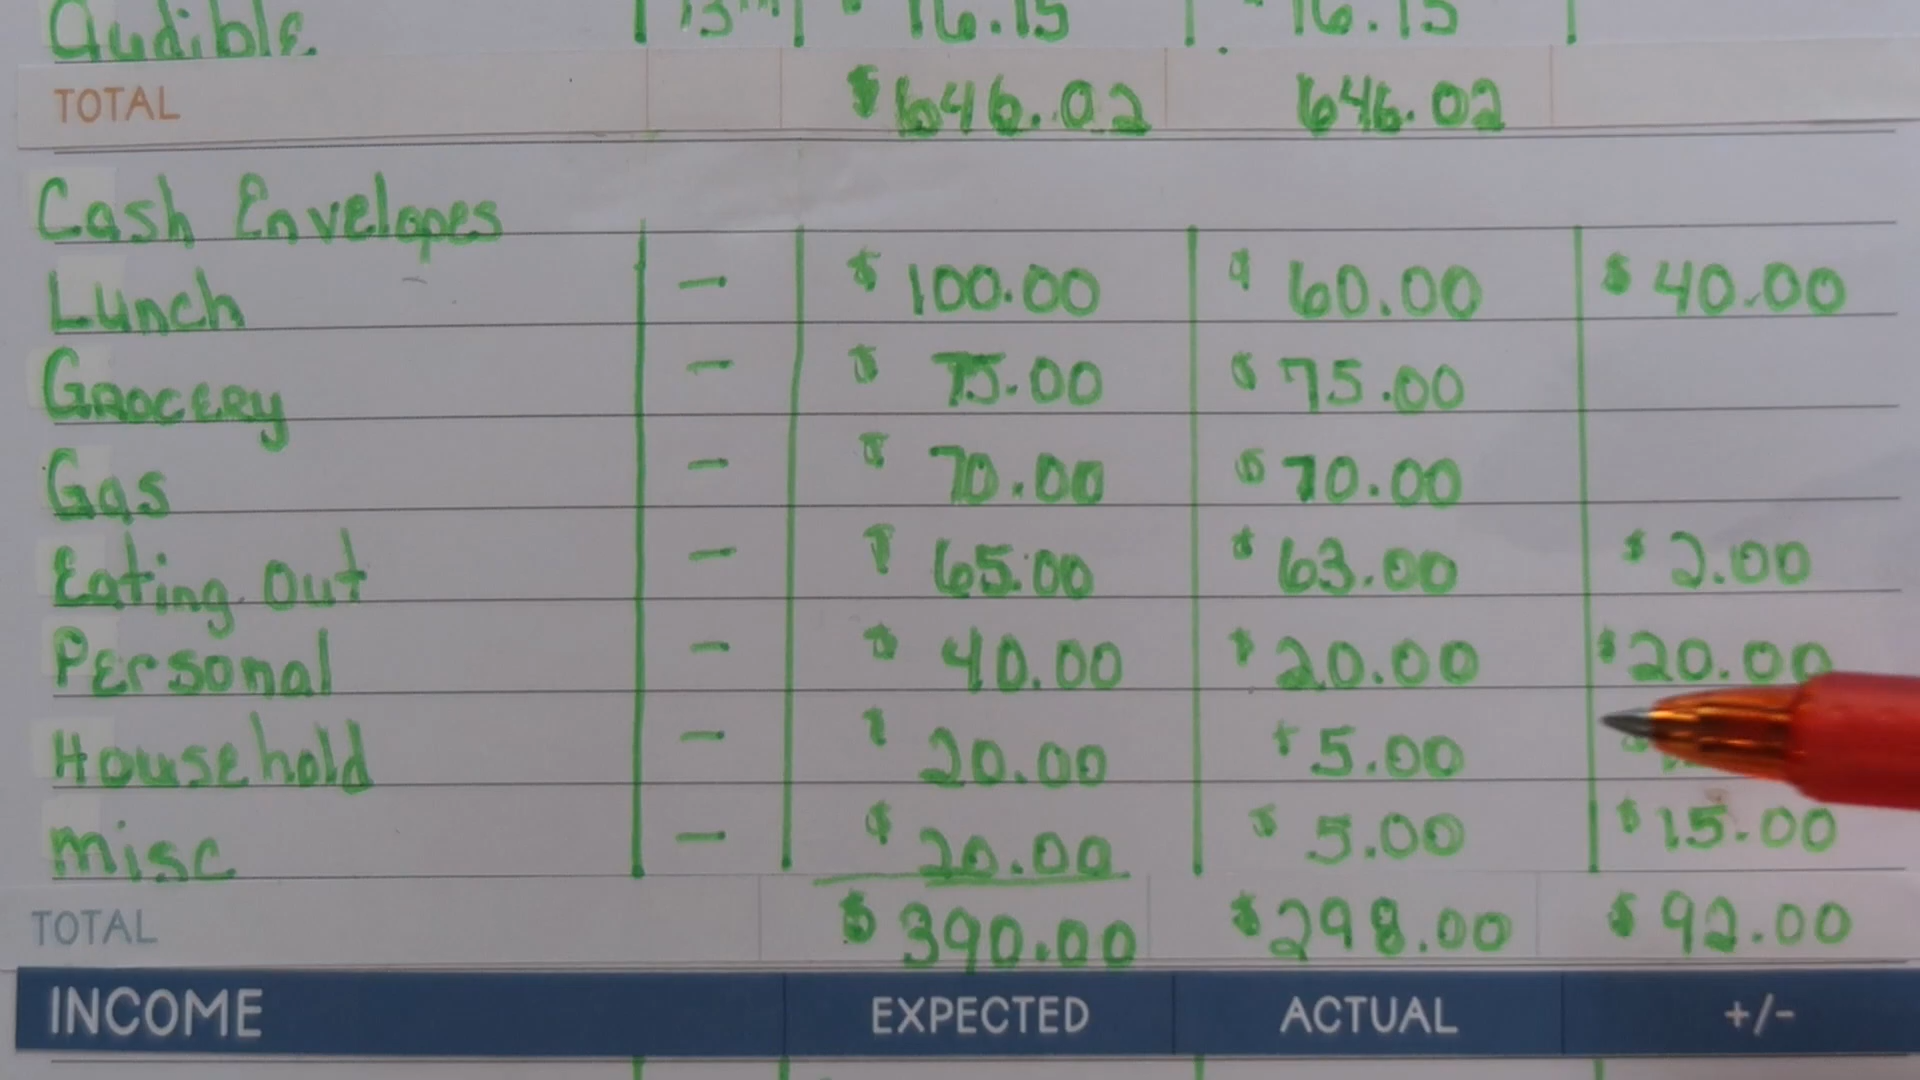 Audible 13th $ 16.15 16.15
TOTAL $646.02 646.02
Cash Envelopes
Lunch - $ 100.00 $ 60.00 $ 40.00
GROCERY - $ 75.00 $ 75.00
Gas - $ 70.00 $ 70.00
Eating Out - $ 65.00 $ 63.00 $ 2.00
Personal - $ 40.00 $ 20.00 $ 20.00
Household - $ 20.00 $ 5.00
misc - $ 20.00 $ 5.00 $ 15.00
TOTAL $ 390.00 $ 298.00 $ 92.00
INCOME EXPECTED ACTUAL +/-